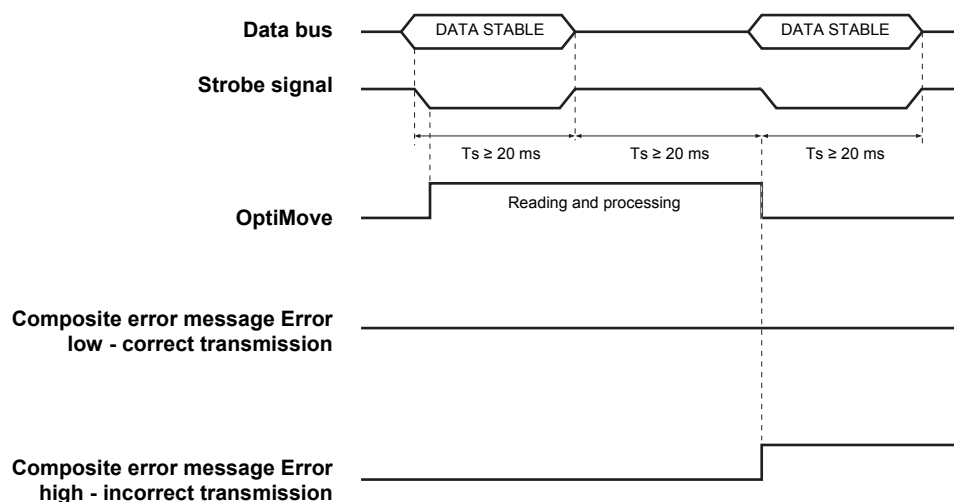 Data bus
DATA STABLE
DATA STABLE
Strobe signal
Ts ≥ 20 ms
Ts ≥ 20 ms
Ts ≥ 20 ms
OptiMove
Reading and processing
Composite error message Error
low - correct transmission
Composite error message Error
high - incorrect transmission